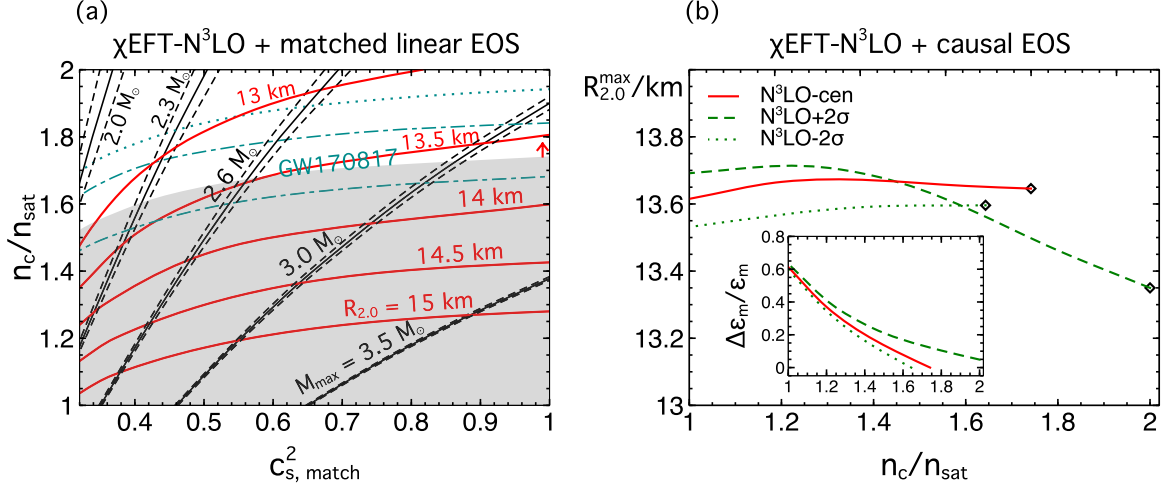 (a)
χEFT-N³LO + matched linear EOS
2
1.8
1.6
1.4
1.2
1
n_c/n_sat
0.4
0.5
0.6
0.7
0.8
0.9
1
c²_s, match
2.0 M⊙
2.3 M⊙
2.6 M⊙
3.0 M⊙
M_max = 3.5 M⊙
13 km
13.5 km
GW170817
14 km
14.5 km
R_2.0 = 15 km
(b)
χEFT-N³LO + causal EOS
R^max_2.0/km
13.8
13.6
13.4
13
N³LO-cen
N³LO+2σ
N³LO-2σ
1
1.2
1.4
1.6
1.8
2
n_c/n_sat
Δε_m/ε_m
0.8
0.6
0.4
0.2
0
1
1.2
1.4
1.6
1.8
2